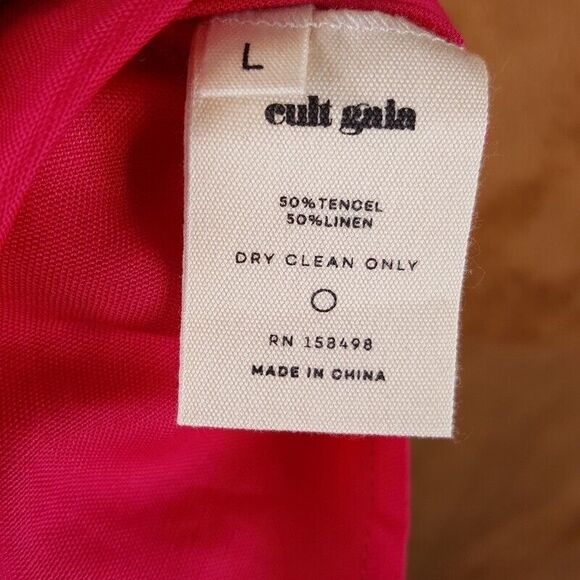 L
cult gaia
50%TENCEL
50%LINEN
DRY CLEAN ONLY
RN 158498
MADE IN CHINA